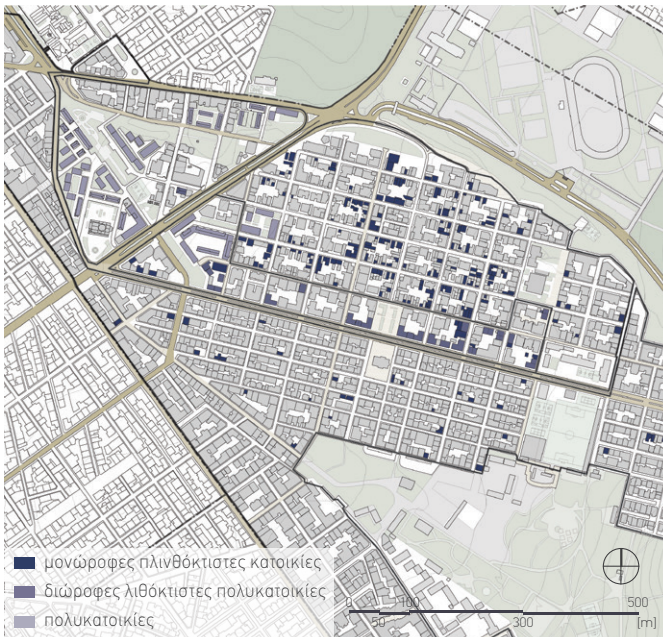 μονώροφες πλινθόκτιστες κατοικίες
διώροφες λιθόκτιστες πολυκατοικίες
πολυκατοικίες
0 100 500
50 300 [m]